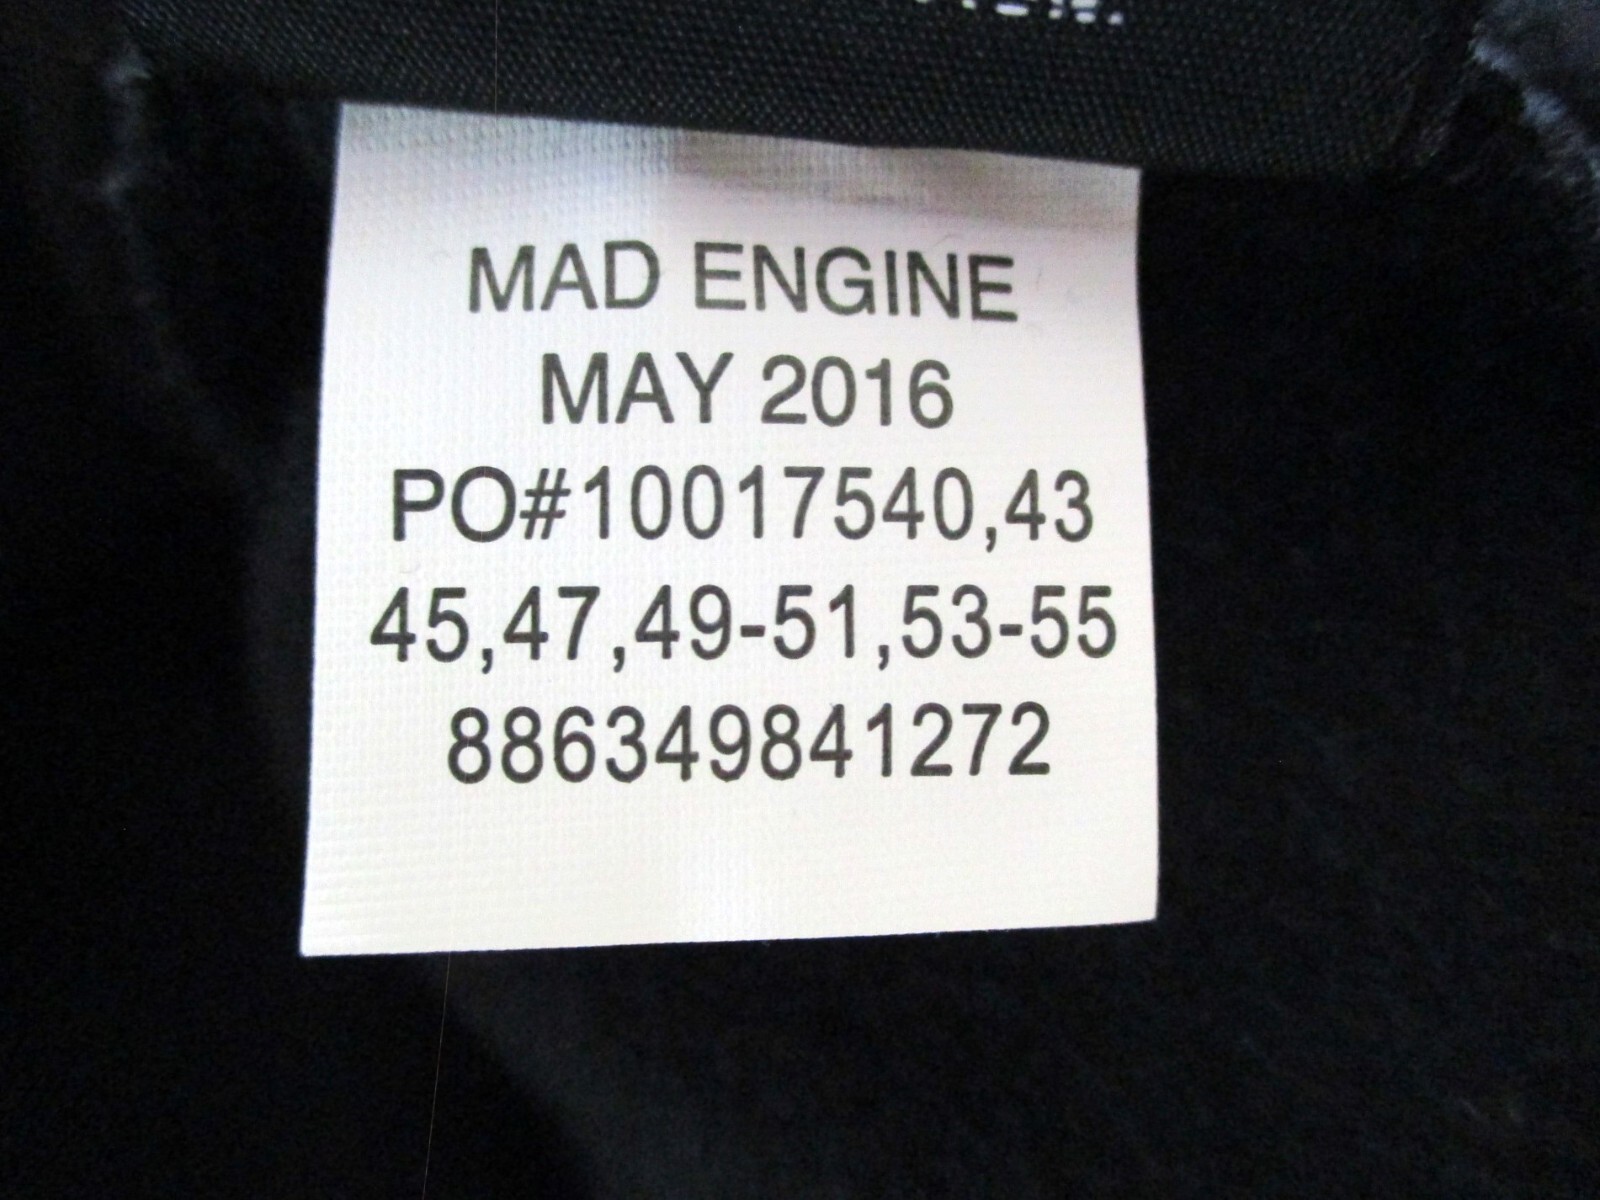 MAD ENGINE
MAY 2016
PO#10017540,43
45,47,49-51,53-55
886349841272